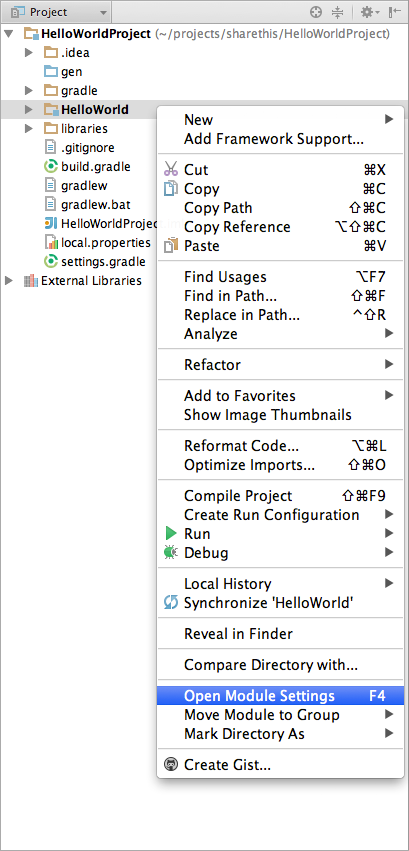 Project
HelloWorldProject (~/projects/sharethis/HelloWorldProject)
.idea
gen
gradle
HelloWorld
libraries
.gitignore
build.gradle
gradlew
gradlew.bat
HelloWorldProjec
local.properties
settings.gradle
External Libraries
New
Add Framework Support...
Cut ⌘X
Copy ⌘C
Copy Path ⇧⌘C
Copy Reference ⌥⇧⌘C
Paste ⌘V
Find Usages ⌥F7
Find in Path... ⇧⌘F
Replace in Path... ^⇧R
Analyze
Refactor
Add to Favorites
Show Image Thumbnails
Reformat Code... ⌥⌘L
Optimize Imports... ⇧⌘O
Compile Project ⇧⌘F9
Create Run Configuration
Run
Debug
Local History
Synchronize 'HelloWorld'
Reveal in Finder
Compare Directory with...
Open Module Settings F4
Move Module to Group
Mark Directory As
Create Gist...